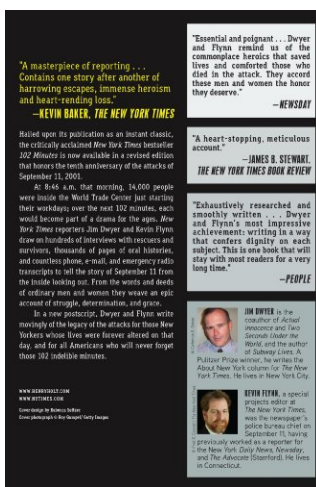 "A masterpiece of reporting . . .
Contains one story after another of
harrowing escapes, immense heroism
and heart-rending loss."
—KEVIN BAKER, THE NEW YORK TIMES
Hailed upon its publication as an instant classic,
the critically acclaimed New York Times bestseller
102 Minutes is now available in a revised edition
that honors the tenth anniversary of the attacks of
September 11, 2001.
At 8:46 a.m. that morning, 14,000 people
were inside the World Trade Center just starting
their workdays; over the next 102 minutes, each
would become part of a drama for the ages. New
York Times reporters Jim Dwyer and Kevin Flynn
draw on hundreds of interviews with rescuers and
survivors, thousands of pages of oral histories,
and countless phone, e-mail, and emergency radio
transcripts to tell the story of September 11 from
the inside looking out. From the words and deeds
of ordinary men and women they weave an epic
account of struggle, determination, and grace.
In a new postscript, Dwyer and Flynn write
movingly of the legacy of the attacks for those New
Yorkers whose lives were forever altered on that
day, and for all Americans who will never forget
those 102 indelible minutes.
WWW.HENRYHOLT.COM
WWW.NYTIMES.COM
Cover design by Rebecca Seltzer
Cover photograph © Roy Gumpel/Getty Images
"Essential and poignant . . . Dwyer
and Flynn remind us of the
commonplace heroics that saved
lives and comforted those who
died in the attack. They accord
these men and women the honor
they deserve."
—NEWSDAY
"A heart-stopping, meticulous
account."
—JAMES B. STEWART,
THE NEW YORK TIMES BOOK REVIEW
"Exhaustively researched and
smoothly written . . . Dwyer
and Flynn's most impressive
achievement: writing in a way
that confers dignity on each
subject. This is one book that will
stay with most readers for a very
long time."
—PEOPLE
JIM DWYER is the
coauthor of Actual
Innocence and Two
Seconds Under the
World, and the author
of Subway Lives. A
Pulitzer Prize winner, he writes the
About New York column for The New
York Times. He lives in New York City.
KEVIN FLYNN, a special
projects editor at
The New York Times,
was the newspaper's
police bureau chief on
September 11, having
previously worked as a reporter for
the New York Daily News, Newsday,
and The Advocate (Stamford). He lives
in Connecticut.